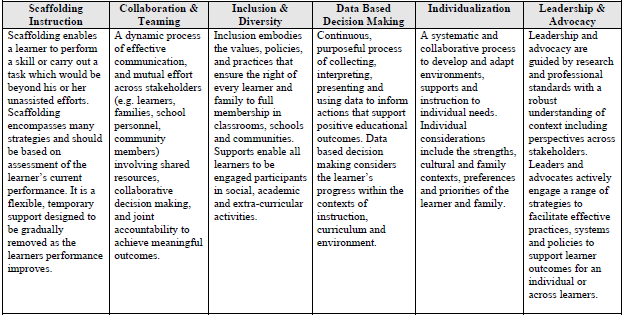 Scaffolding
Instruction
Scaffolding enables
a learner to perform
a skill or carry out a
task which would be
beyond his or her
unassisted efforts.
Scaffolding
encompasses many
strategies and should
be based on
assessment of the
learner's current
performance. It is a
flexible, temporary
support designed to
be gradually
removed as the
learners performance
improves.
Collaboration &
Teaming
A dynamic process
of effective
communication,
and mutual effort
across stakeholders
(e.g. learners,
families, school
personnel,
community
members)
involving shared
resources,
collaborative
decision making,
and joint
accountability to
achieve meaningful
outcomes.
Inclusion &
Diversity
Inclusion embodies
the values, policies,
and practices that
ensure the right of
every learner and
family to full
membership in
classrooms, schools
and communities.
Supports enable all
learners to be
engaged participants
in social, academic
and extra-curricular
activities.
Data Based
Decision Making
Continuous,
purposeful process
of collecting,
interpreting,
presenting and
using data to inform
actions that support
positive educational
outcomes. Data
based decision
making considers
the learner's
progress within the
contexts of
instruction,
curriculum and
environment.
Individualization
A systematic and
collaborative process
to develop and adapt
environments,
supports and
instruction to
individual needs.
Individual
considerations
include the strengths,
cultural and family
contexts, preferences
and priorities of the
learner and family.
Leadership &
Advocacy
Leadership and
advocacy are
guided by research
and professional
standards with a
robust
understanding of
context including
perspectives across
stakeholders.
Leaders and
advocates actively
engage a range of
strategies to
facilitate effective
practices, systems
and policies to
support learner
outcomes for an
individual or
across learners.